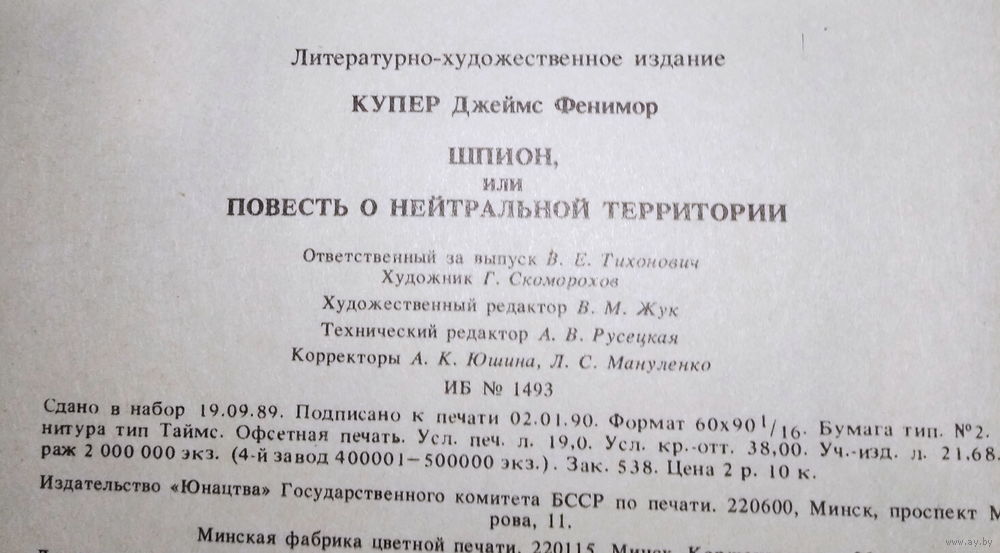 Литературно-художественное издание
КУПЕР Джеймс Фенимор
ШПИОН,
или
ПОВЕСТЬ О НЕЙТРАЛЬНОЙ ТЕРРИТОРИИ
Ответственный за выпуск В. Е. Тихонович
Художник Г. Скоморохов
Художественный редактор В. М. Жук
Технический редактор А. В. Русецкая
Корректоры А. К. Юшина, Л. С. Мануленко
ИБ № 1493
Сдано в набор 19.09.89. Подписано к печати 02.01.90. Формат 60х90 1/16. Бумага тип. №2.
нитура тип Таймс. Офсетная печать. Усл. печ. л. 19,0. Усл. кр.-отт. 38,00. Уч.-изд. л. 21,68.
раж 2 000 000 экз. (4-й завод 400001—500000 экз.). Зак. 538. Цена 2 р. 10 к.
Издательство «Юнацтва» Государственного комитета БССР по печати. 220600, Минск, проспект М
рова, 11.
Минская фабрика цветной печати. 220115, Минск,
www.ay.by